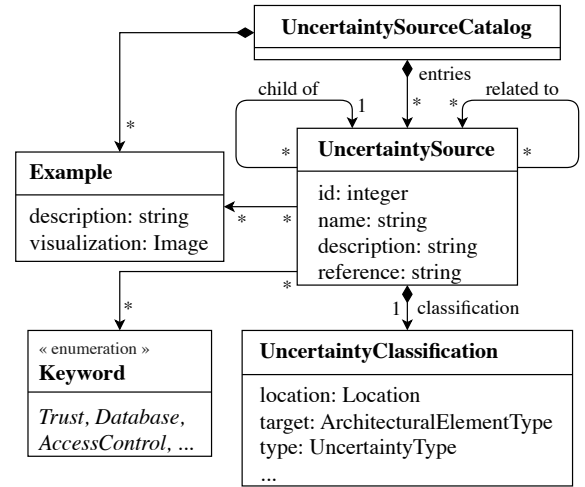 UncertaintySourceCatalog
entries
child of
1
*
*
related to
*
UncertaintySource
*
*
Example
id: integer
name: string
description: string
reference: string
description: string
visualization: Image
*
*
*
*
1
classification
« enumeration »
Keyword
Trust, Database,
AccessControl, ...
UncertaintyClassification
location: Location
target: ArchitecturalElementType
type: UncertaintyType
...